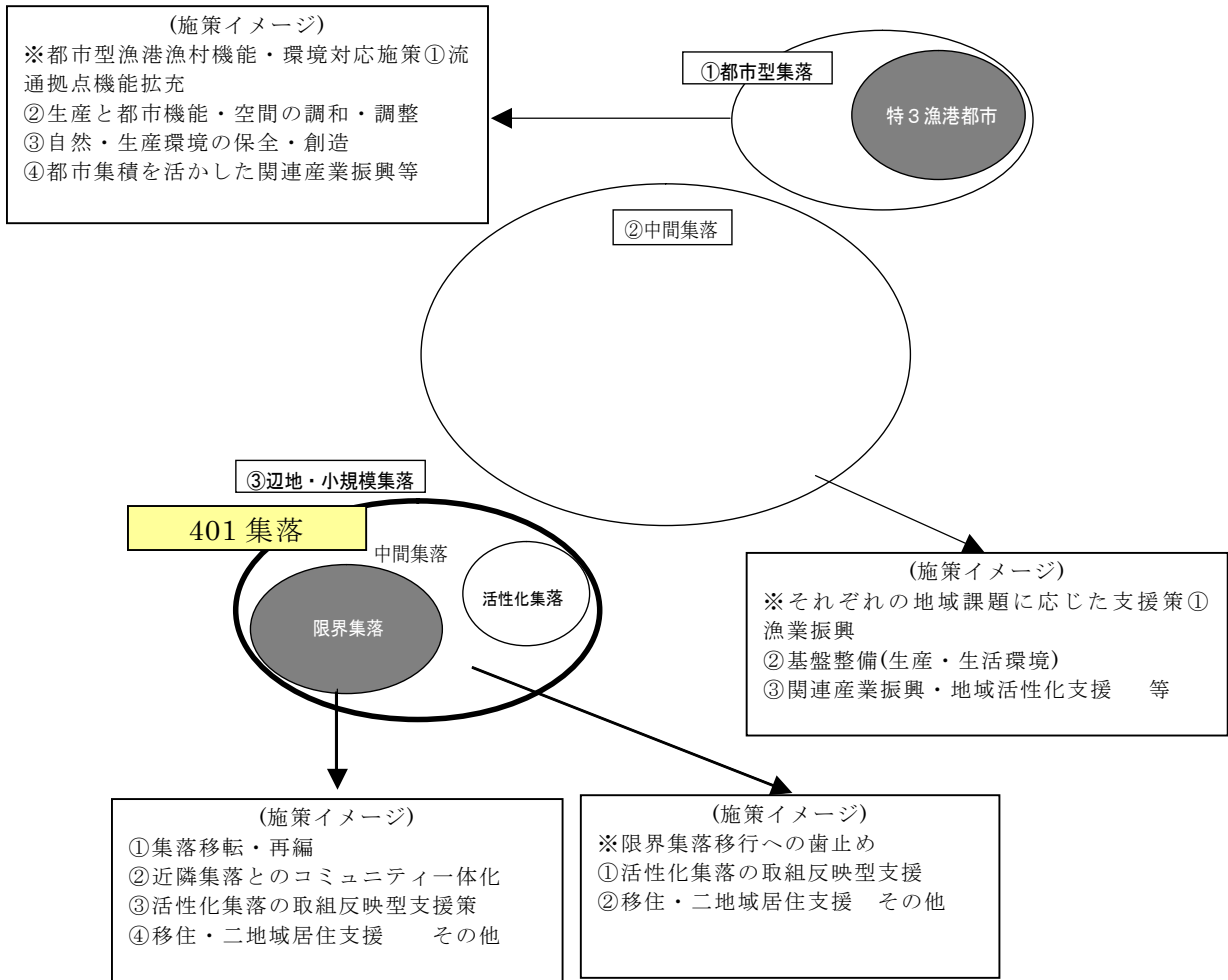 (施策イメージ)
※都市型漁港漁村機能・環境対応施策①流
通拠点機能拡充
②生産と都市機能・空間の調和・調整
③自然・生産環境の保全・創造
④都市集積を活かした関連産業振興等
①都市型集落
特3漁港都市
②中間集落
③辺地・小規模集落
401 集落
中間集落
活性化集落
限界集落
(施策イメージ)
※それぞれの地域課題に応じた支援策①
漁業振興
②基盤整備(生産・生活環境)
③関連産業振興・地域活性化支援 等
(施策イメージ)
①集落移転・再編
②近隣集落とのコミュニティ一体化
③活性化集落の取組反映型支援策
④移住・二地域居住支援 その他
(施策イメージ)
※限界集落移行への歯止め
①活性化集落の取組反映型支援
②移住・二地域居住支援 その他